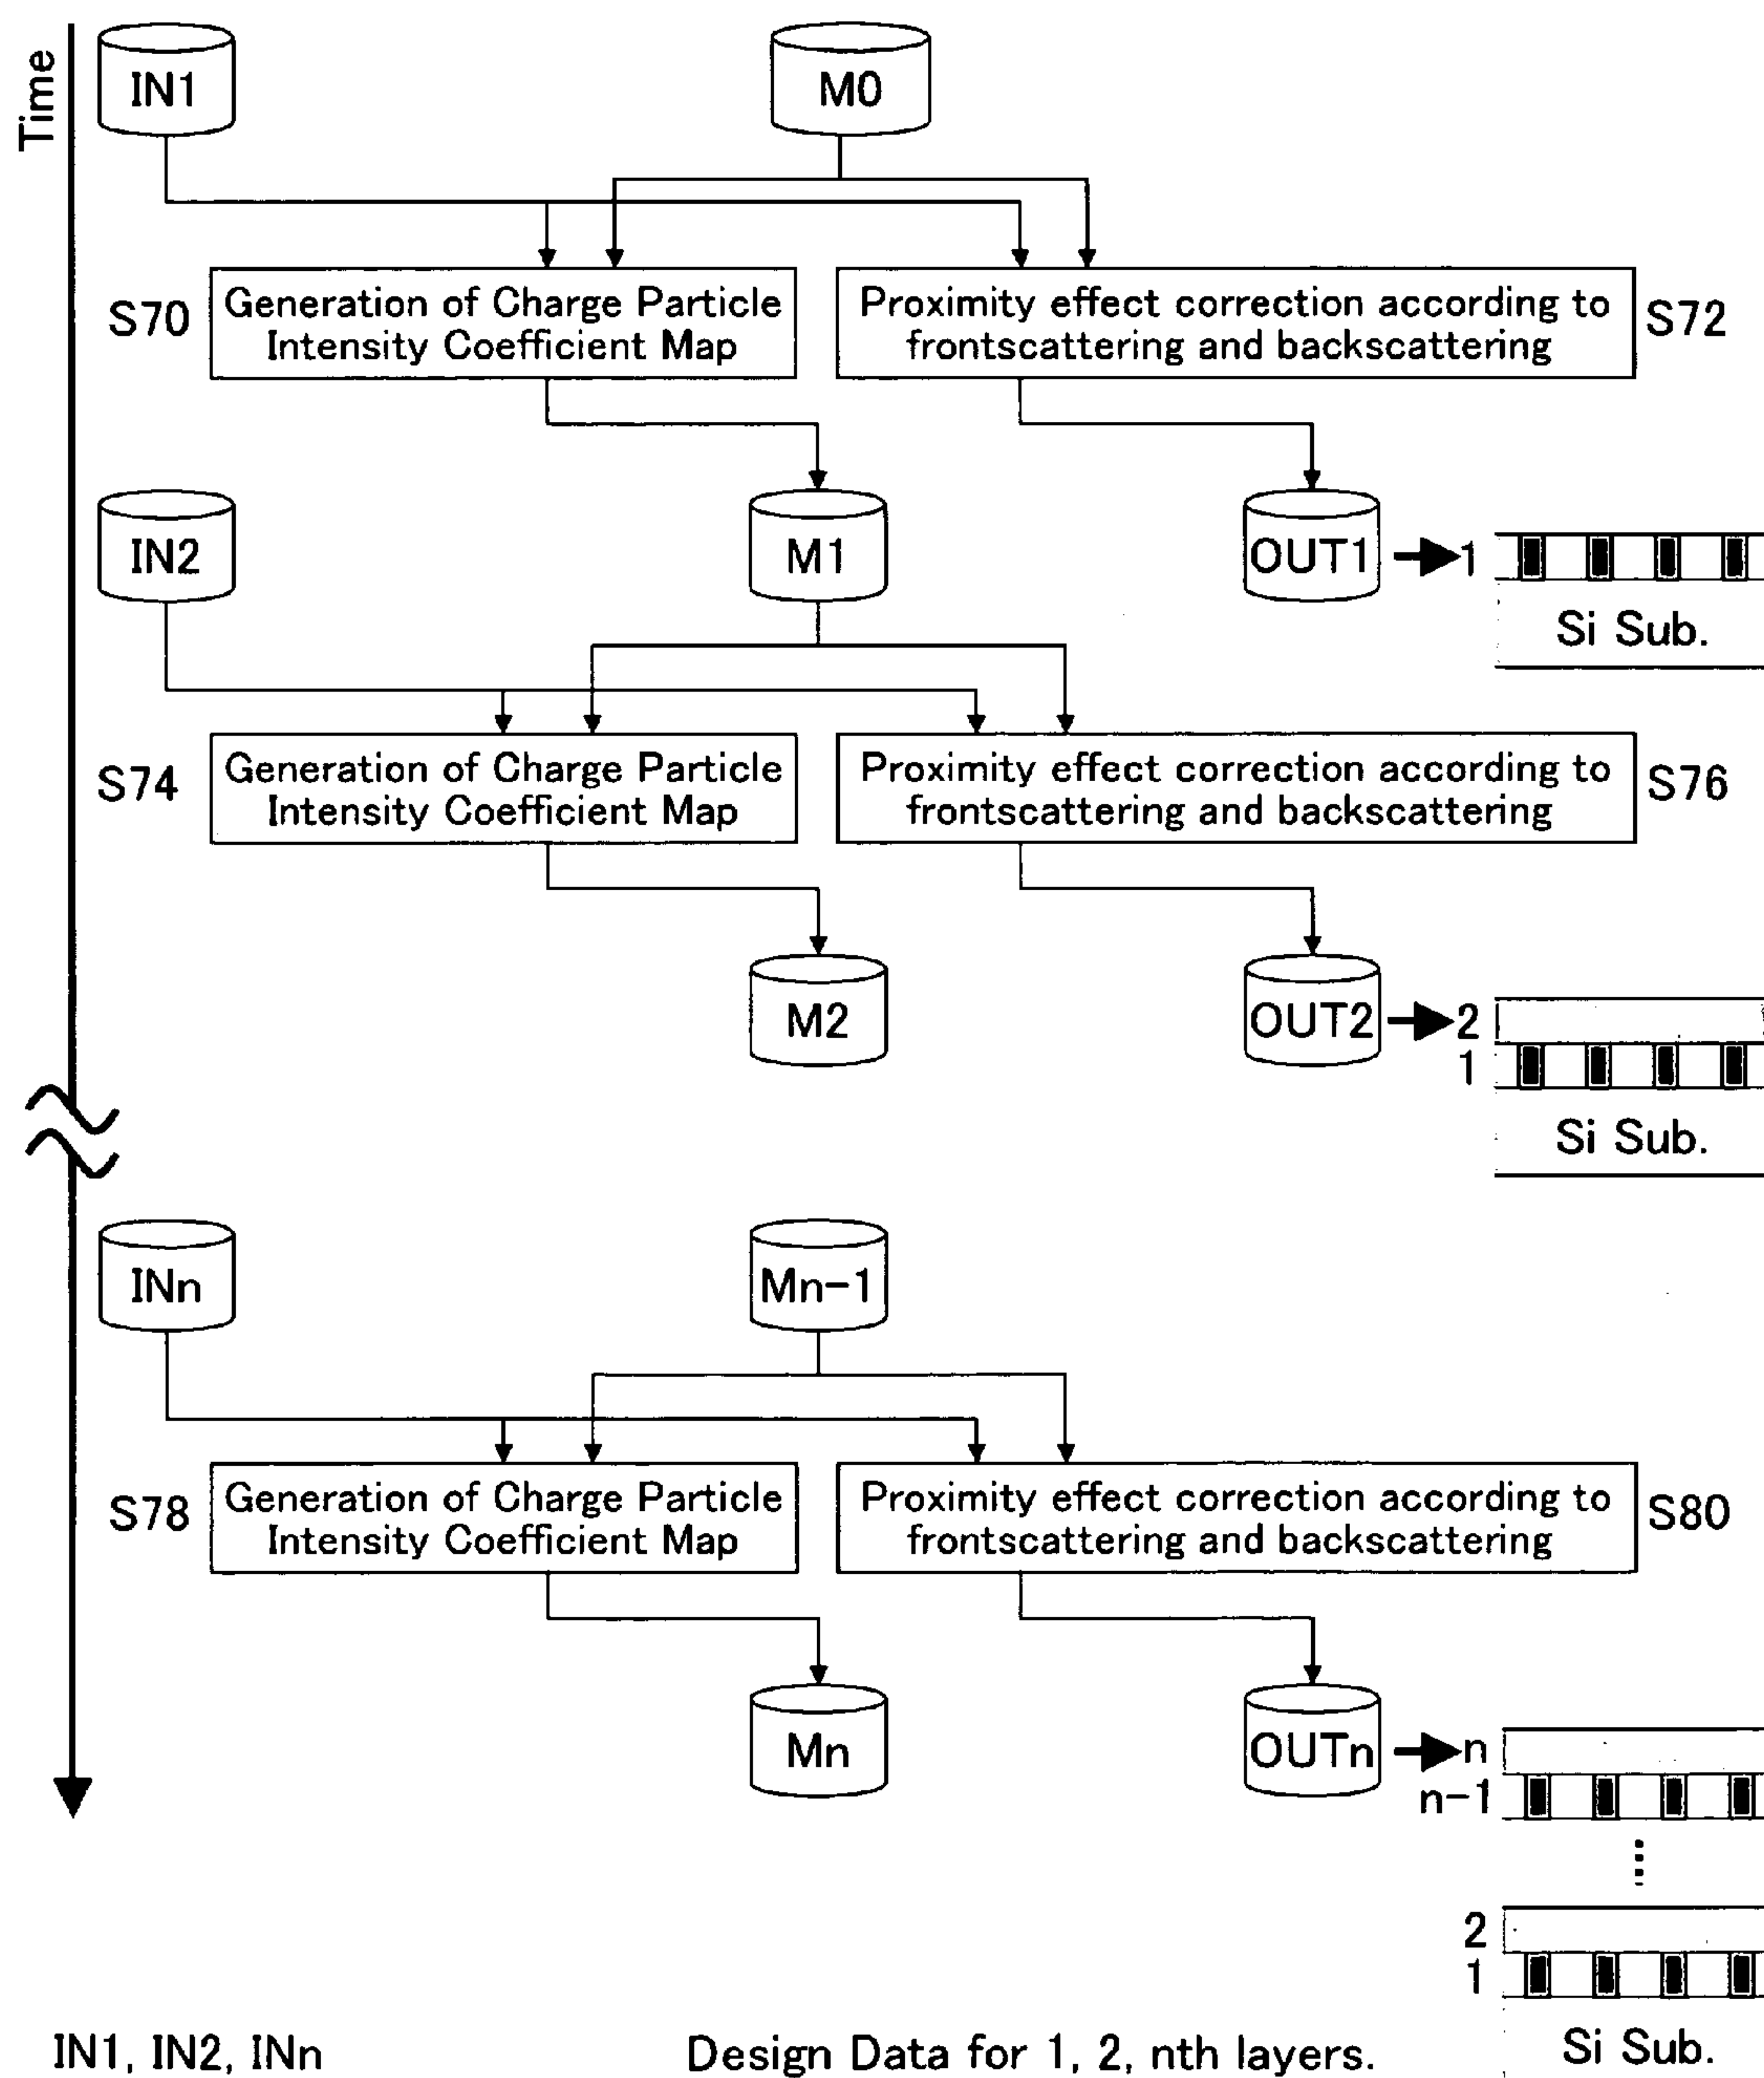 Time
IN1
M0
S70
Generation of Charge Particle
Intensity Coefficient Map
Proximity effect correction according to
frontscattering and backscattering
S72
IN2
M1
OUT1
1
Si Sub.
S74
Generation of Charge Particle
Intensity Coefficient Map
Proximity effect correction according to
frontscattering and backscattering
S76
M2
OUT2
2
1
Si Sub.
INn
Mn-1
S78
Generation of Charge Particle
Intensity Coefficient Map
Proximity effect correction according to
frontscattering and backscattering
S80
Mn
OUTn
n
n-1
2
1
Si Sub.
IN1, IN2, INn
Design Data for 1, 2, nth layers.